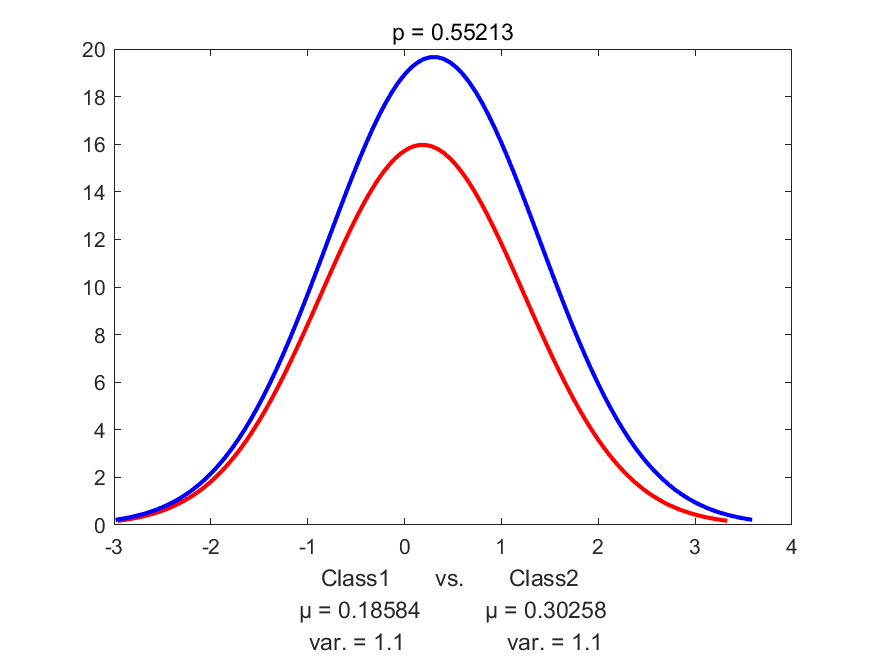 p = 0.55213
20
18
16
14
12
10
8
6
4
2
0
-3 -2 -1 0 1 2 3 4
Class1 vs. Class2
μ = 0.18584 μ = 0.30258
var. = 1.1 var. = 1.1